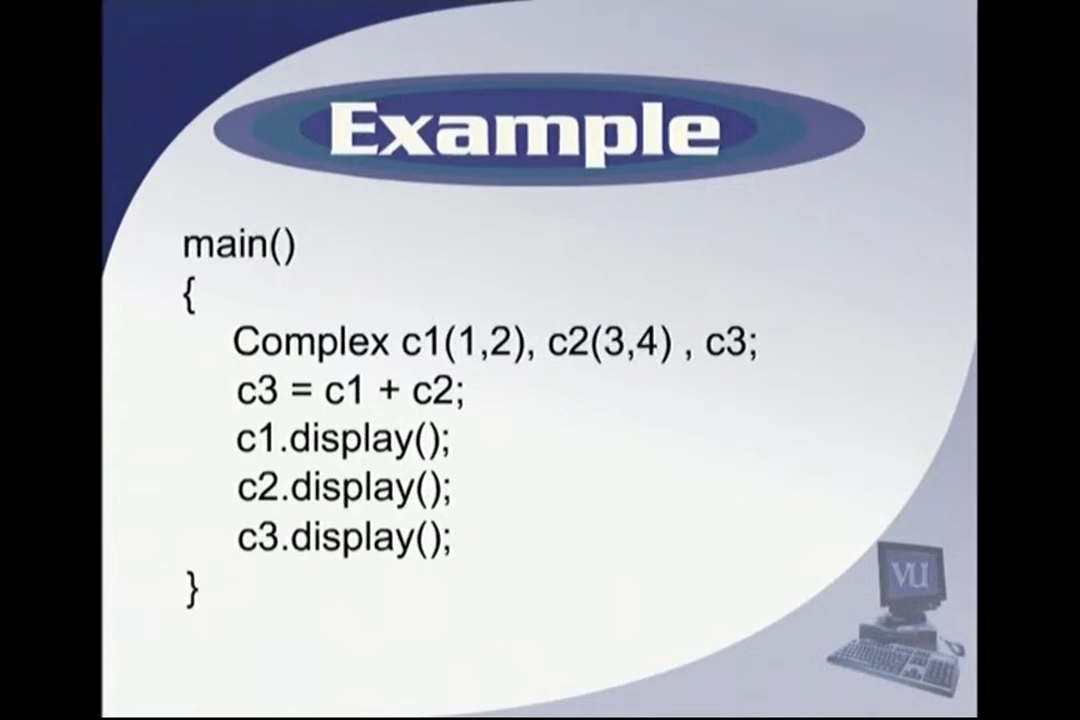 Example
main()
{
Complex c1(1,2), c2(3,4) , c3;
c3 = c1 + c2;
c1.display();
c2.display();
c3.display();
}
VU